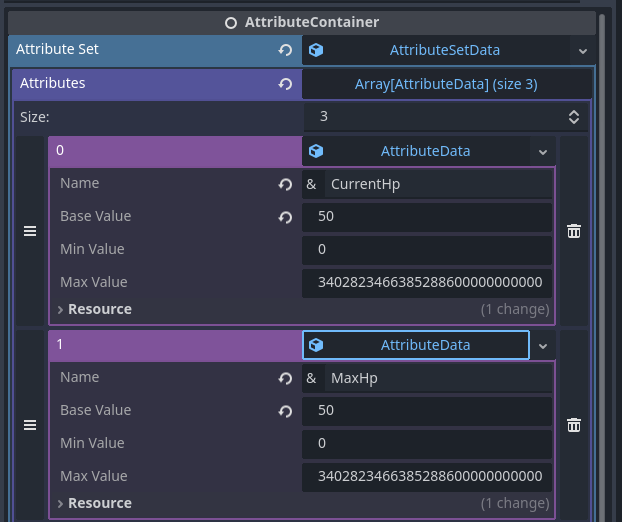 AttributeContainer
Attribute Set AttributeSetData
Attributes Array[AttributeData] (size 3)
Size: 3
0 AttributeData
Name & CurrentHp
Base Value 50
Min Value 0
Max Value 34028234663852886000000000000
Resource (1 change)
1 AttributeData
Name & MaxHp
Base Value 50
Min Value 0
Max Value 34028234663852886000000000000
Resource (1 change)